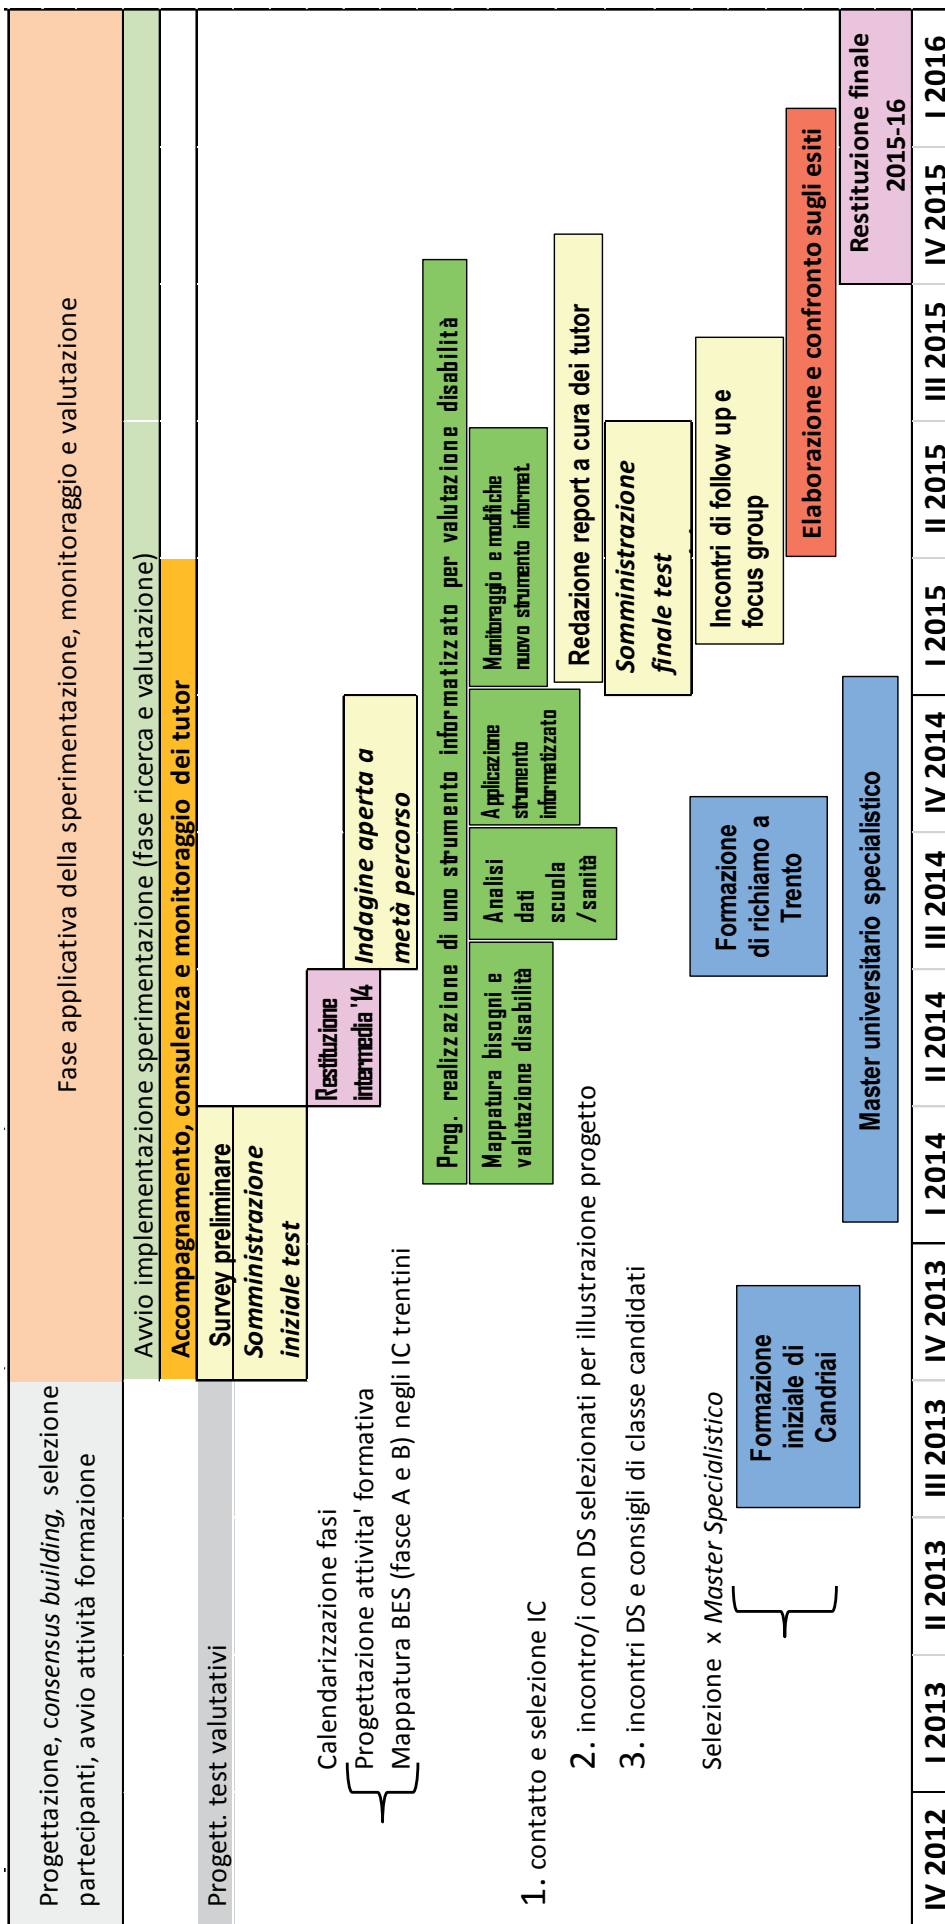 Progettazione, consensus building, selezione
partecipanti, avvio attività formazione
Fase applicativa della sperimentazione, monitoraggio e valutazione
Avvio implementazione sperimentazione (fase ricerca e valutazione)
Accompagnamento, consulenza e monitoraggio dei tutor
Progett. test valutativi
Survey preliminare
Somministrazione
iniziale test
Restituzione
intermedia '14
Indagine aperta a
metà percorso
Calendarizzazione fasi
Progettazione attivita' formativa
Mappatura BES (fasce A e B) negli IC trentini
Prog. realizzazione di uno strumento informatizzato per valutazione disabilità
Mappatura bisogni e
valutazione disabilità
Analisi
dati
scuola
/sanità
Applicazione
strumento
informatizzato
Monitoraggio e modifiche
nuovo strumento informat.
1. contatto e selezione IC
2. incontro/i con DS selezionati per illustrazione progetto
3. incontri DS e consigli di classe candidati
Redazione report a cura dei tutor
Somministrazione
finale test
Incontri di follow up e
focus group
Selezione x Master Specialistico
Formazione
iniziale di
Candriai
Formazione
di richiamo a
Trento
Elaborazione e confronto sugli esiti
Master universitario specialistico
Restituzione finale
2015-16
IV 2012
I 2013
II 2013
III 2013
IV 2013
I 2014
II 2014
III 2014
IV 2014
I 2015
II 2015
III 2015
IV 2015
I 2016